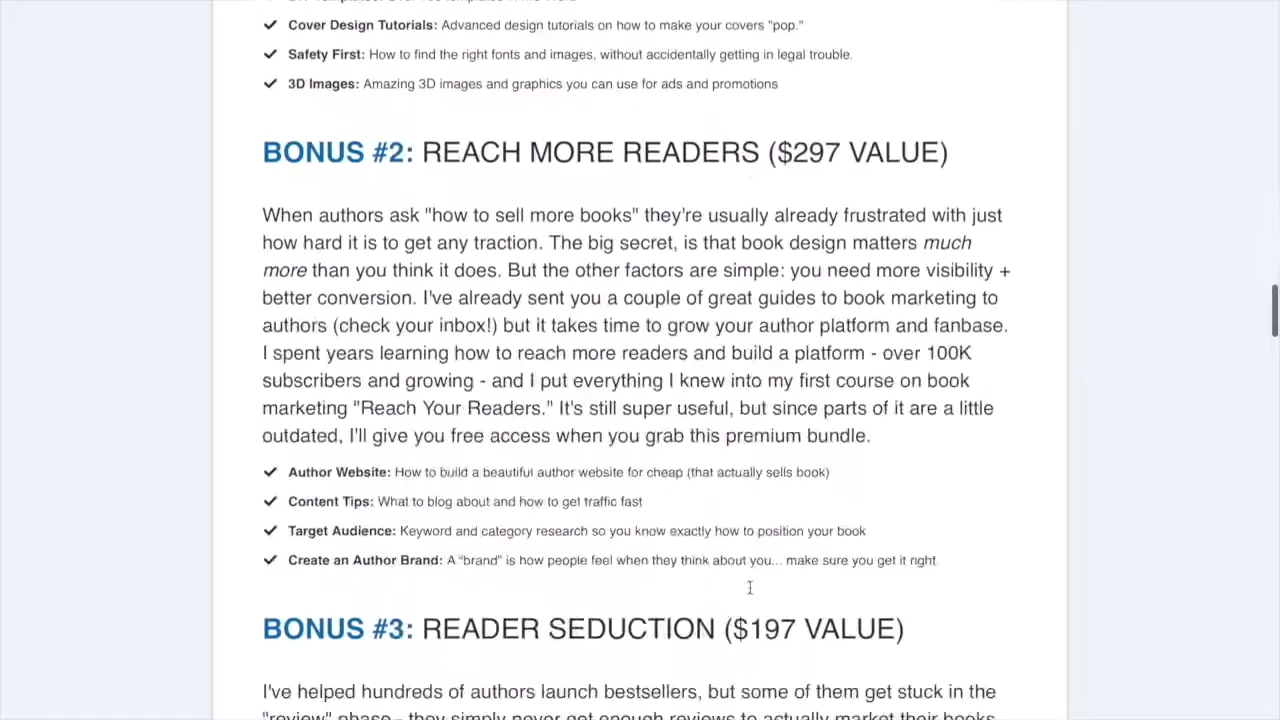 Cover Design Tutorials: Advanced design tutorials on how to make your covers "pop."
Safety First: How to find the right fonts and images, without accidentally getting in legal trouble.
3D Images: Amazing 3D images and graphics you can use for ads and promotions
BONUS #2: REACH MORE READERS ($297 VALUE)
When authors ask "how to sell more books" they're usually already frustrated with just
how hard it is to get any traction. The big secret, is that book design matters much
more than you think it does. But the other factors are simple: you need more visibility +
better conversion. I've already sent you a couple of great guides to book marketing to
authors (check your inbox!) but it takes time to grow your author platform and fanbase.
I spent years learning how to reach more readers and build a platform - over 100K
subscribers and growing - and I put everything I knew into my first course on book
marketing "Reach Your Readers." It's still super useful, but since parts of it are a little
outdated, I'll give you free access when you grab this premium bundle.
Author Website: How to build a beautiful author website for cheap (that actually sells book)
Content Tips: What to blog about and how to get traffic fast
Target Audience: Keyword and category research so you know exactly how to position your book
Create an Author Brand: A "brand" is how people feel when they think about you... make sure you get it right.
BONUS #3: READER SEDUCTION ($197 VALUE)
I've helped hundreds of authors launch bestsellers, but some of them get stuck in the
"review" phase - they simply never get enough reviews to actually market their books